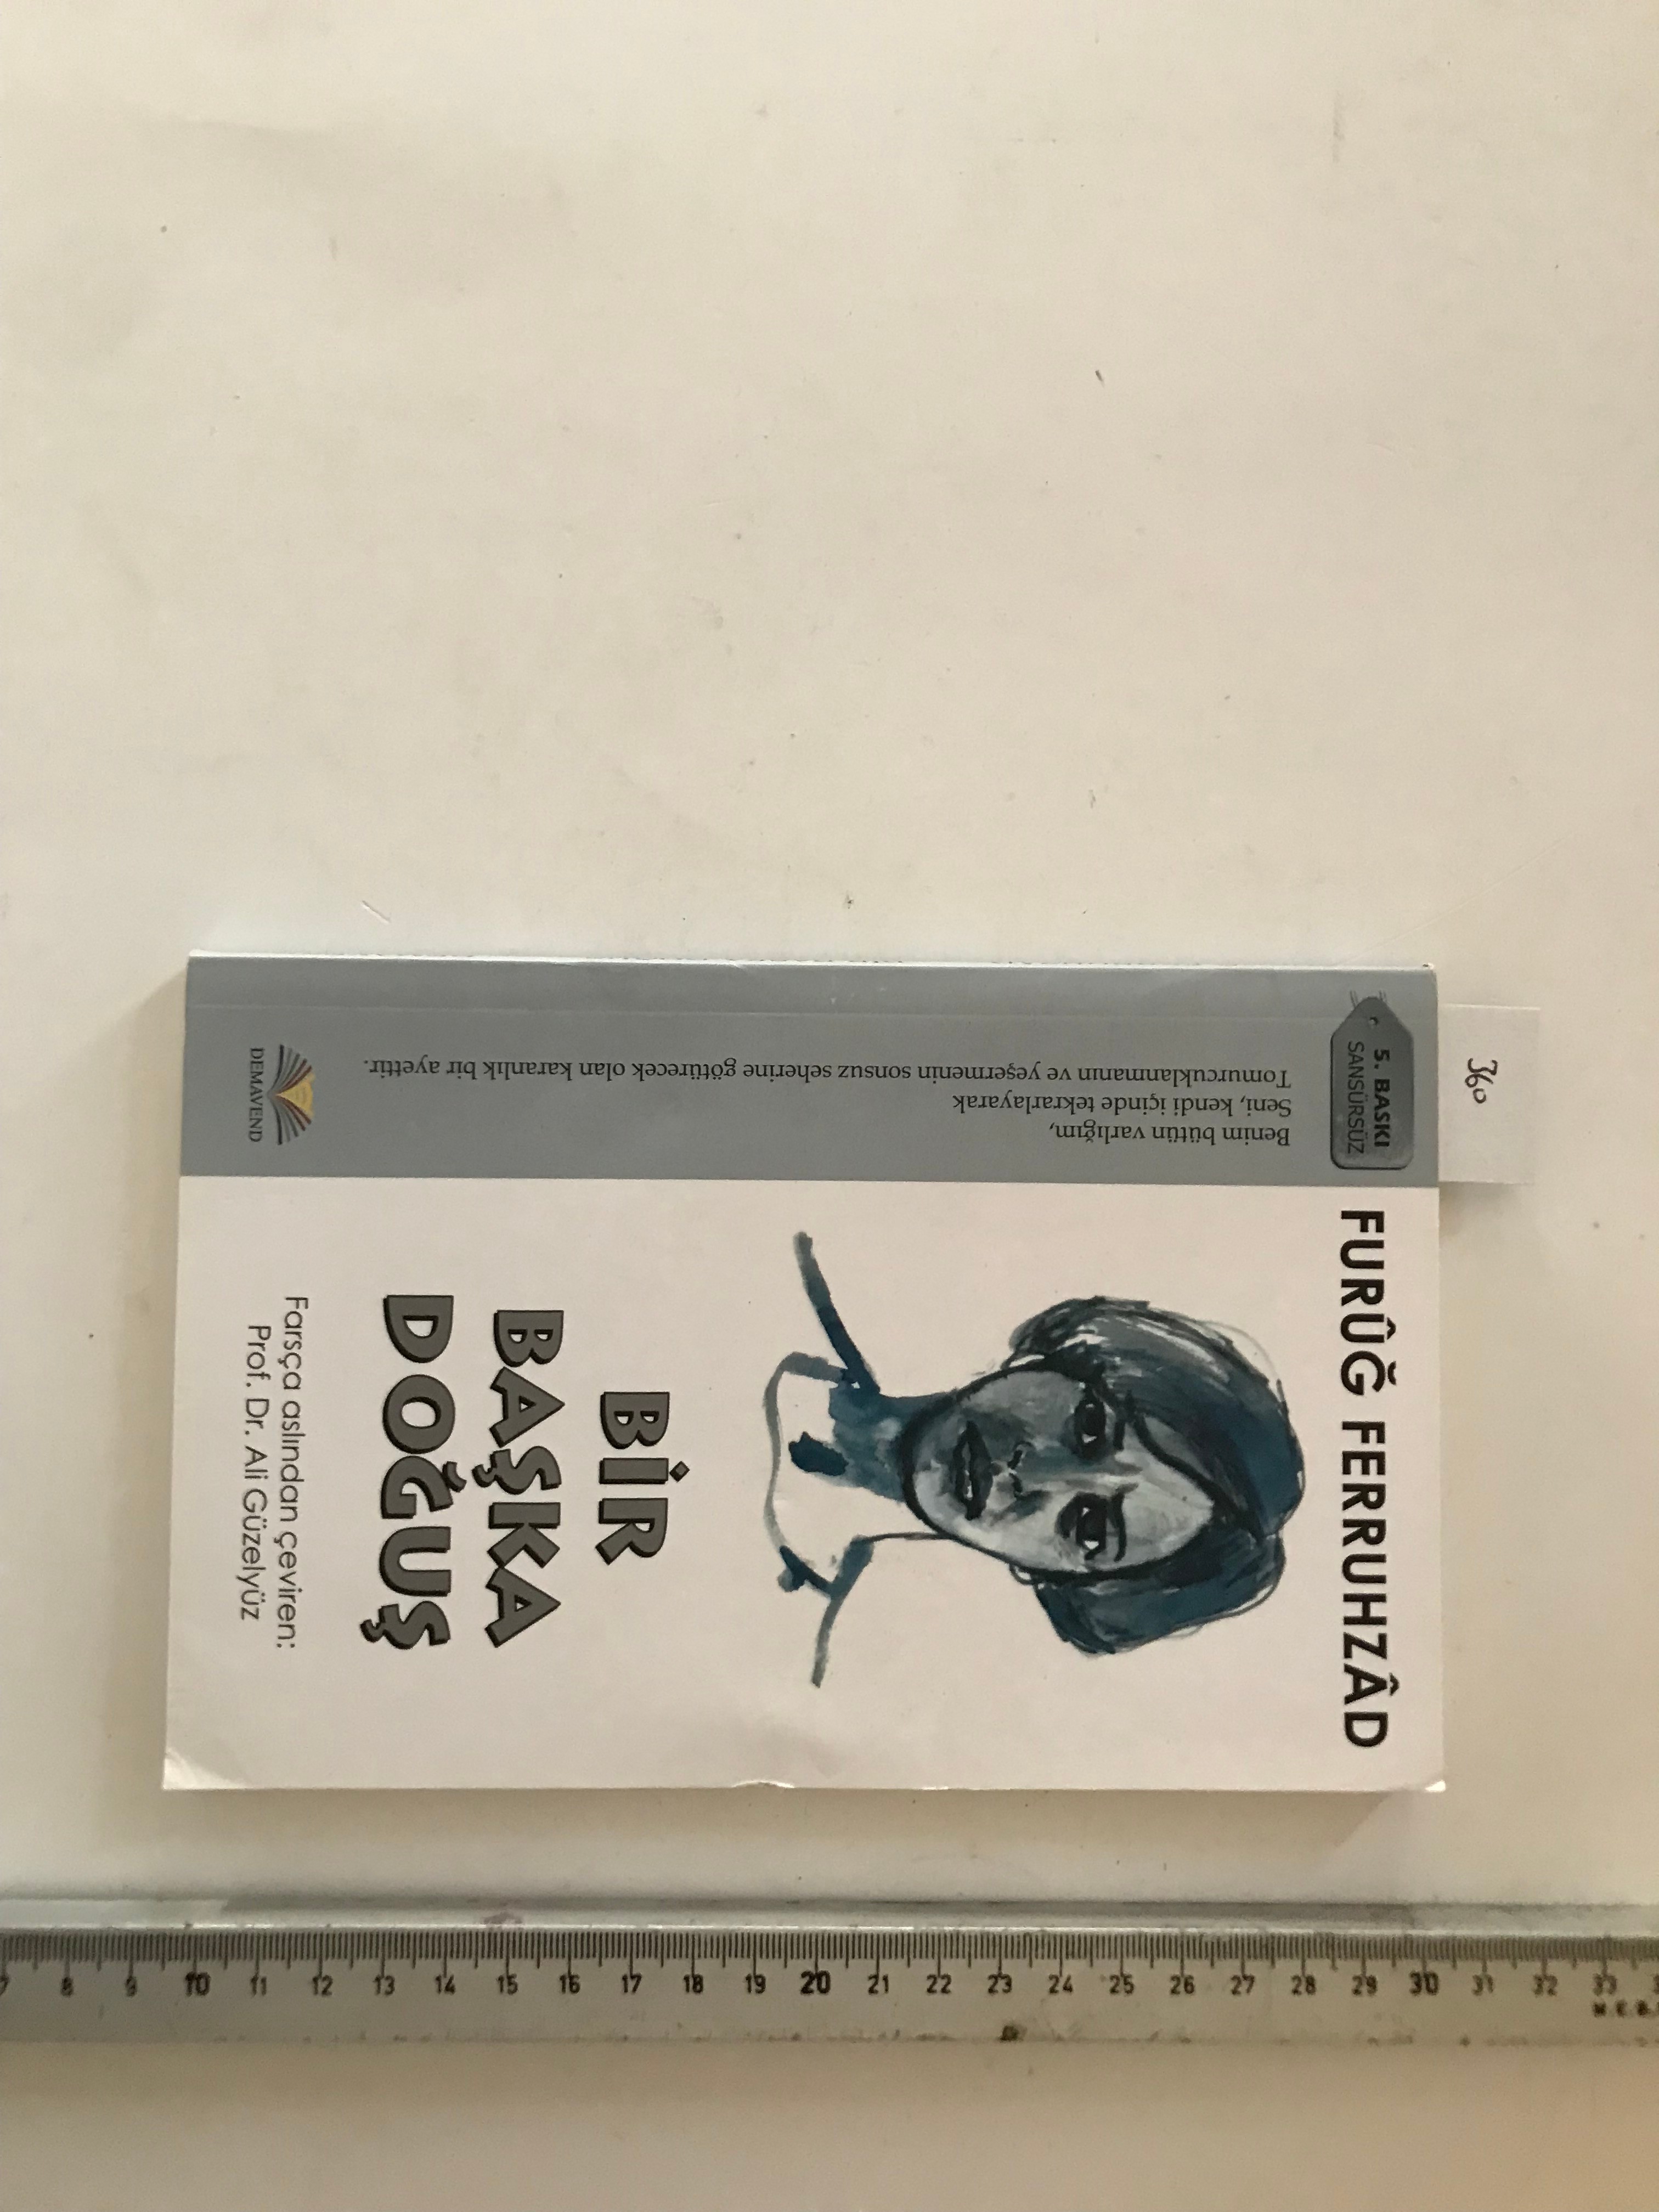 360
5. BASKI
SANSÜRSÜZ
FURÛĞ FERRUHZÂD
Benim bütün varlığım,
Seni, kendi içinde tekrarlayarak
Tomurcuklanmanın ve yeşermenin sonsuz seherine götürecek olan karanlık bir ayettir.
BİR
BAŞKA
DOĞUŞ
Farsça aslından çeviren:
Prof. Dr. Ali Güzelyüz
DEMAVEND
7 8 9 10 11 12 13 14 15 16 17 18 19 20 21 22 23 24 25 26 27 28 29 30 31 32 33
M.E.B.